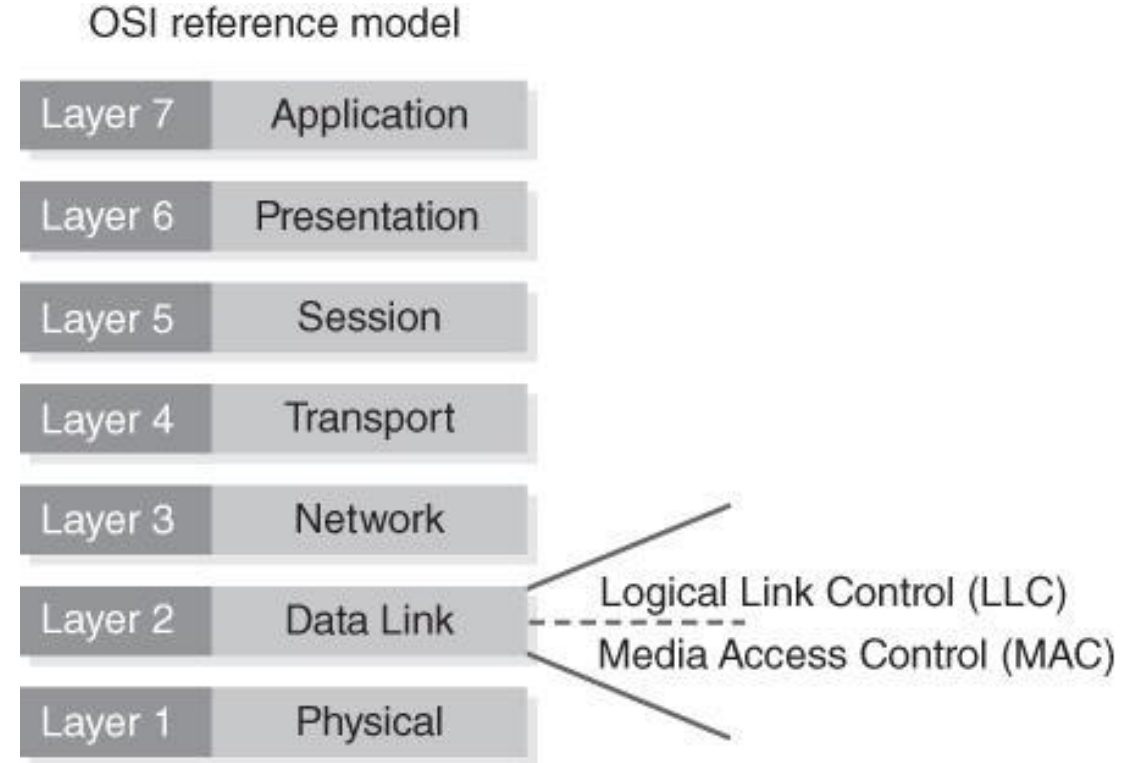 OSI reference model
Layer 7 Application
Layer 6 Presentation
Layer 5 Session
Layer 4 Transport
Layer 3 Network
Layer 2 Data Link
Logical Link Control (LLC)
Media Access Control (MAC)
Layer 1 Physical